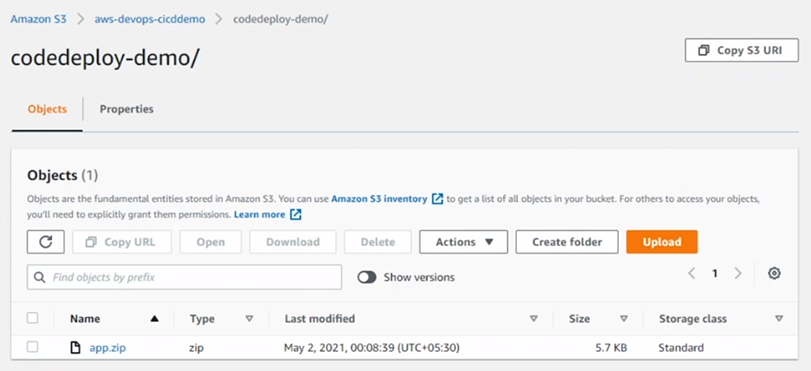 Amazon S3 > aws-devops-cicddemo > codedeploy-demo/
codedeploy-demo/
Copy S3 URI
Objects Properties
Objects (1)
Objects are the fundamental entities stored in Amazon S3. You can use Amazon S3 inventory to get a list of all objects in your bucket. For others to access your objects,
you'll need to explicitly grant them permissions. Learn more
Copy URL Open Download Delete Actions Create folder Upload
Find objects by prefix Show versions 1
Name Type Last modified Size Storage class
app.zip zip May 2, 2021, 00:08:39 (UTC+05:30) 5.7 KB Standard